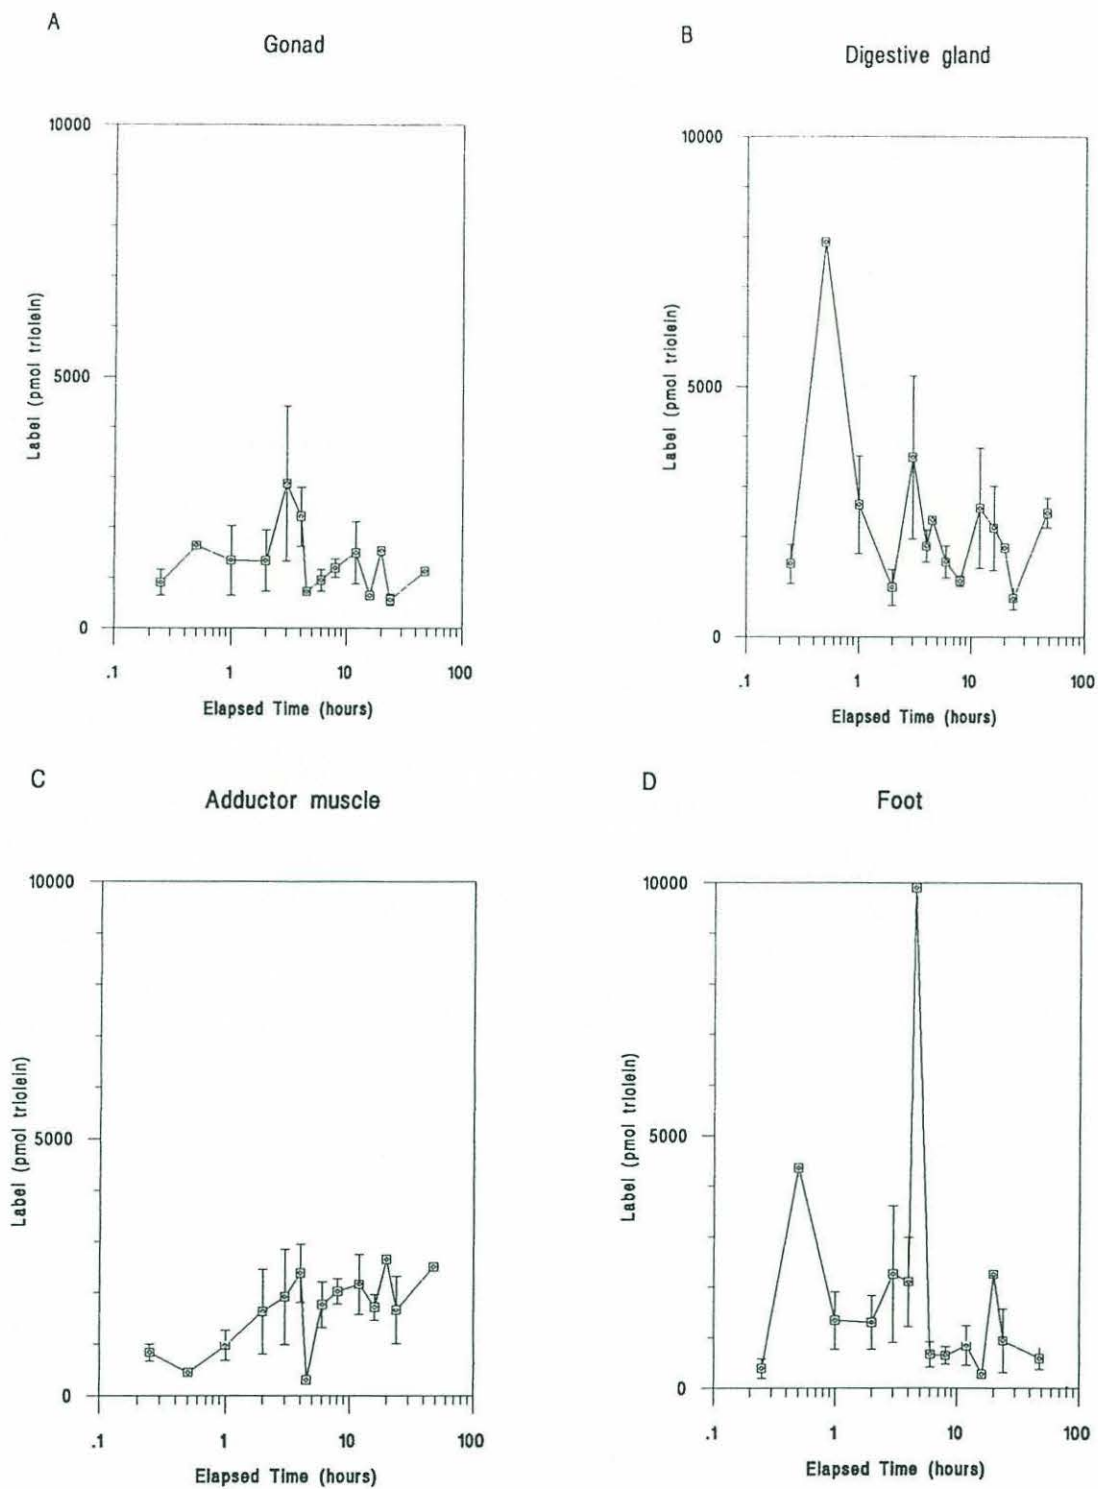 A
Gonad
10000
5000
0
Label (pmol triolein)
.1 1 10 100
Elapsed Time (hours)
B
Digestive gland
10000
5000
0
Label (pmol triolein)
.1 1 10 100
Elapsed Time (hours)
C
Adductor muscle
10000
5000
0
Label (pmol triolein)
.1 1 10 100
Elapsed Time (hours)
D
Foot
10000
5000
0
Label (pmol triolein)
.1 1 10 100
Elapsed Time (hours)